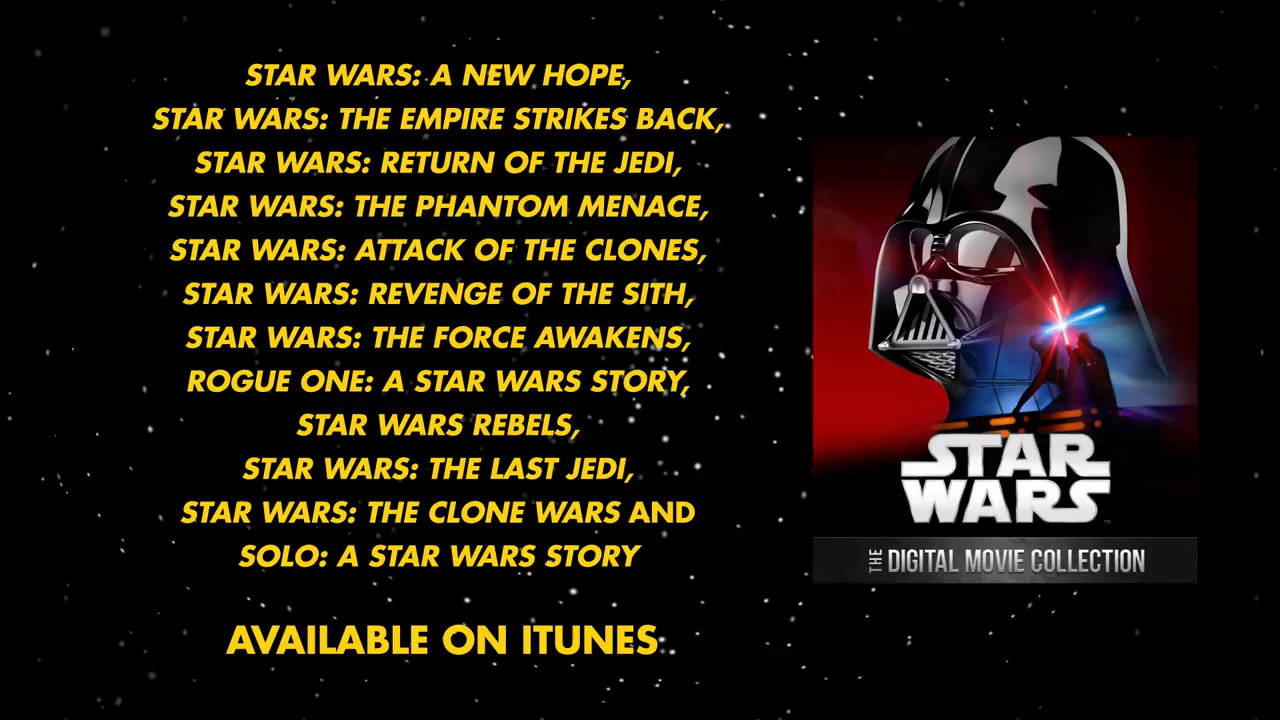 STAR WARS: A NEW HOPE,
STAR WARS: THE EMPIRE STRIKES BACK,
STAR WARS: RETURN OF THE JEDI,
STAR WARS: THE PHANTOM MENACE,
STAR WARS: ATTACK OF THE CLONES,
STAR WARS: REVENGE OF THE SITH,
STAR WARS: THE FORCE AWAKENS,
ROGUE ONE: A STAR WARS STORY,
STAR WARS REBELS,
STAR WARS: THE LAST JEDI,
STAR WARS: THE CLONE WARS AND
SOLO: A STAR WARS STORY
AVAILABLE ON ITUNES
STAR
WARS™
THE DIGITAL MOVIE COLLECTION